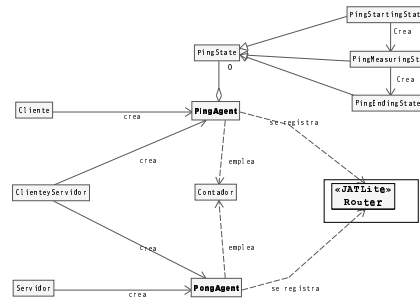 PingStartingStat
Crea
PingState
PingMeasuringSt
0
Crea
PingEndingState
Cliente
crea
PingAgent
se registra
crea
emplea
ClienteyServidor
Contador
«JATLite»
Router
crea
emplea
Servidor
crea
PongAgent
se registra